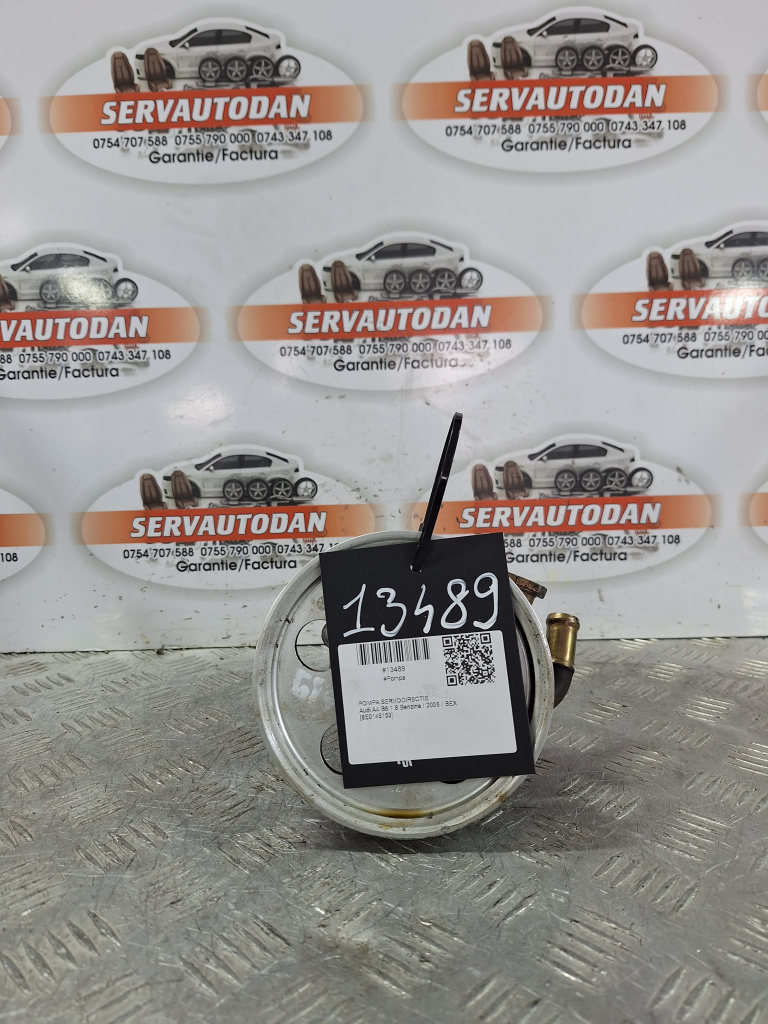 SERVAUTODAN
0754 707 588 0755 790 000 0743 347 108
Garantie/Factura
SERVAUTODAN
0754 707 588 0755 790 000 0743 347 108
Garantie/Factura
SERVAUTODAN
88 0755 790 000 0743 347 108
Garantie/Factura
SERVAUTODAN
0754 707 588 0755 790 000 0743 347 108
Garantie/Factura
SERVAUTODAN
0754 707 588 0755 790 000 0743 347
Garantie/Factura
108
SERVAUTODAN
0754 707 588 0755 790 000 0743 347 108
Garantie/Factura
SERVAUTODAN
588 0755 790 000 0743 347 108
Garantie/Factura
13489
#13489
#Pompa
POMPA SERVODIRECTIE
Audi A4 B6 1.8 Benzina / 2005 / BEX
[8E0145153]